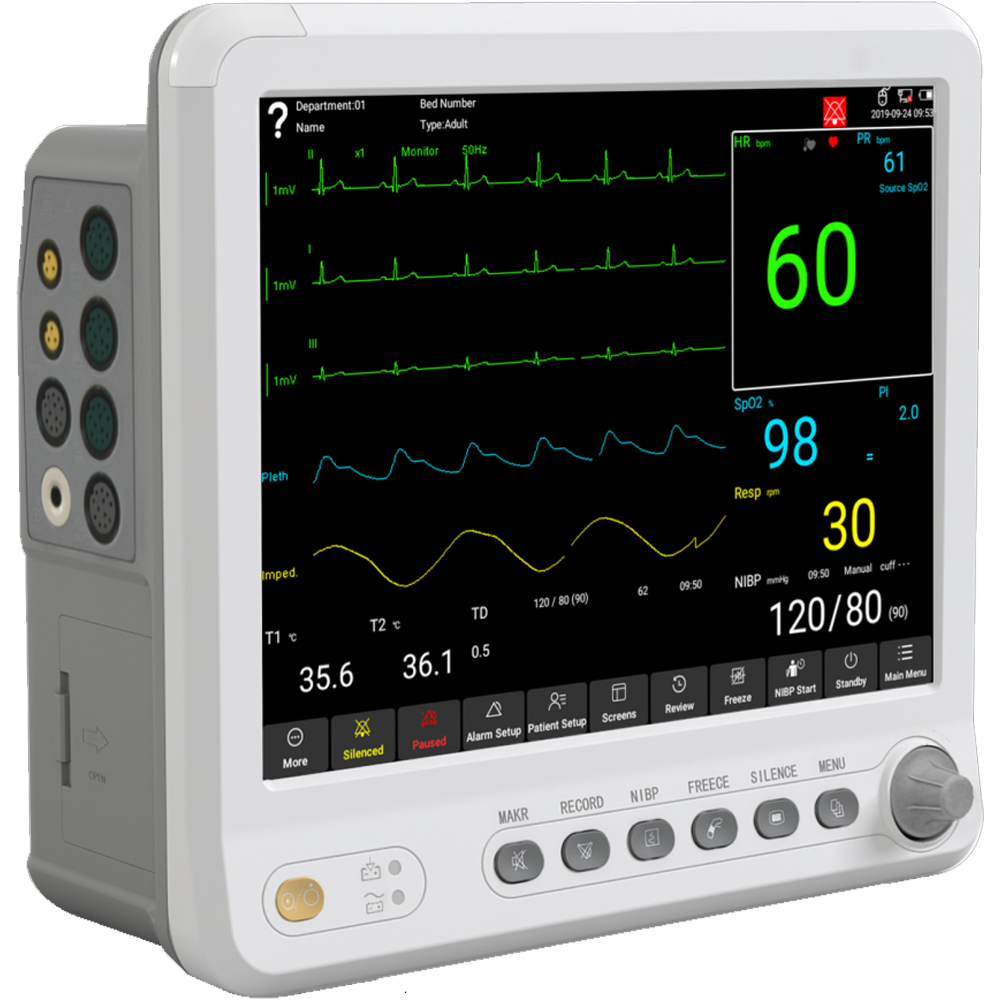 ?
Department:01
Bed Number
Name
Type:Adult
2019-09-24 09:53
II x1 Monitor 50Hz
1mV
I
1mV
III
1mV
Pleth
Imped.
HR bpm
PR bpm
61
Source SpO2
60
SpO2 %
PI
98
2.0
=
Resp rpm
30
NIBP mmHg 09:50 Manual cuff ---
120/80 (90)
T1 °C
35.6
T2 °C
36.1
TD
0.5
120 / 80 (90) 62 09:50
More
Silenced
Paused
Alarm Setup
Patient Setup
Screens
Review
Freeze
NIBP Start
Standby
Main Menu
MAKR
RECORD
NIBP
FREECE
SILENCE
MENU
OPEN